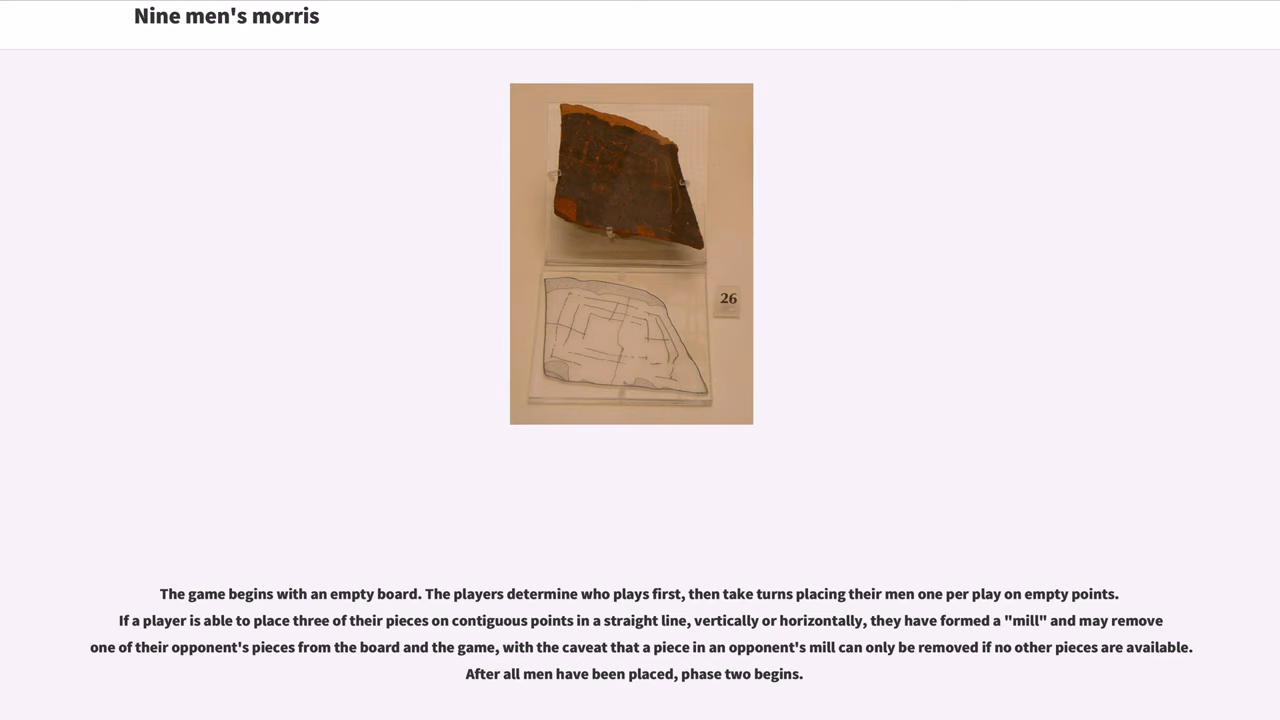 Nine men's morris
26
The game begins with an empty board. The players determine who plays first, then take turns placing their men one per play on empty points.
If a player is able to place three of their pieces on contiguous points in a straight line, vertically or horizontally, they have formed a "mill" and may remove
one of their opponent's pieces from the board and the game, with the caveat that a piece in an opponent's mill can only be removed if no other pieces are available.
After all men have been placed, phase two begins.